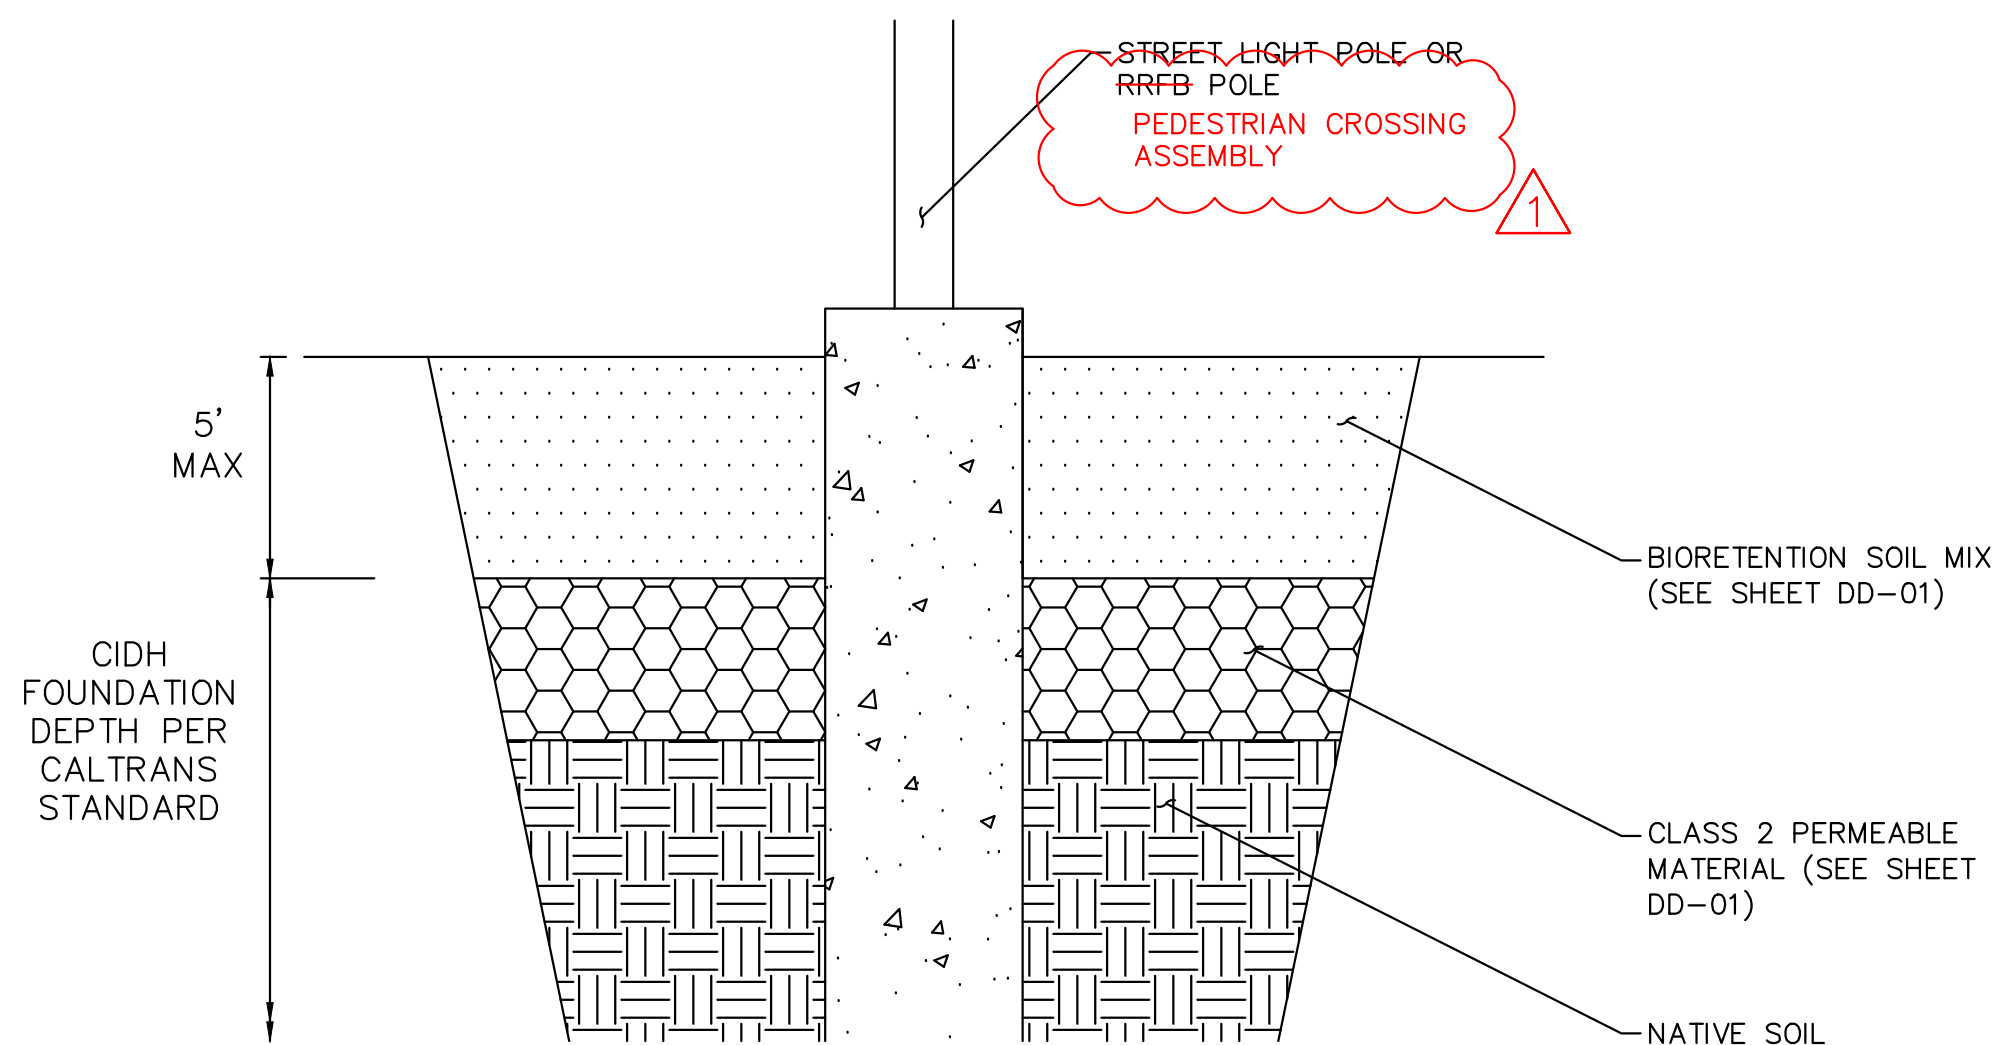 STREET LIGHT POLE OR
RRFB POLE
PEDESTRIAN CROSSING
ASSEMBLY
1
5'
MAX
BIORETENTION SOIL MIX
(SEE SHEET DD-01)
CIDH
FOUNDATION
DEPTH PER
CALTRANS
STANDARD
CLASS 2 PERMEABLE
MATERIAL (SEE SHEET
DD-01)
NATIVE SOIL